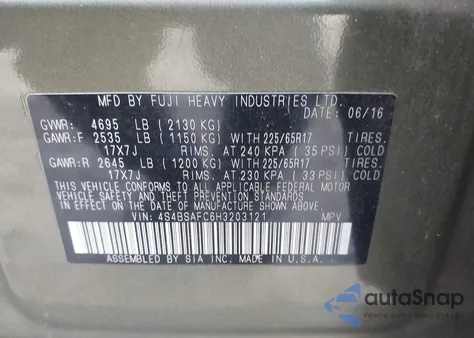 MFD BY FUJI HEAVY INDUSTRIES LTD.
DATE: 06/16
GVWR: 4695 LB (2130 KG)
GAWR:F 2535 LB (1150 KG) WITH 225/65R17 TIRES.
17X7J RIMS. AT 240 KPA (35 PSI) COLD
GAWR:R 2645 LB (1200 KG) WITH 225/65R17 TIRES.
17X7J RIMS. AT 230 KPA (33 PSI) COLD
THIS VEHICLE CONFORMS TO ALL APPLICABLE FEDERAL MOTOR
VEHICLE SAFETY AND THEFT PREVENTION STANDARDS
IN EFFECT ON THE DATE OF MANUFACTURE SHOWN ABOVE.
VIN: 4S4BSAFC6H3203121 MPV
ASSEMBLED BY SIA INC. MADE IN U.S.A.
autoSnap